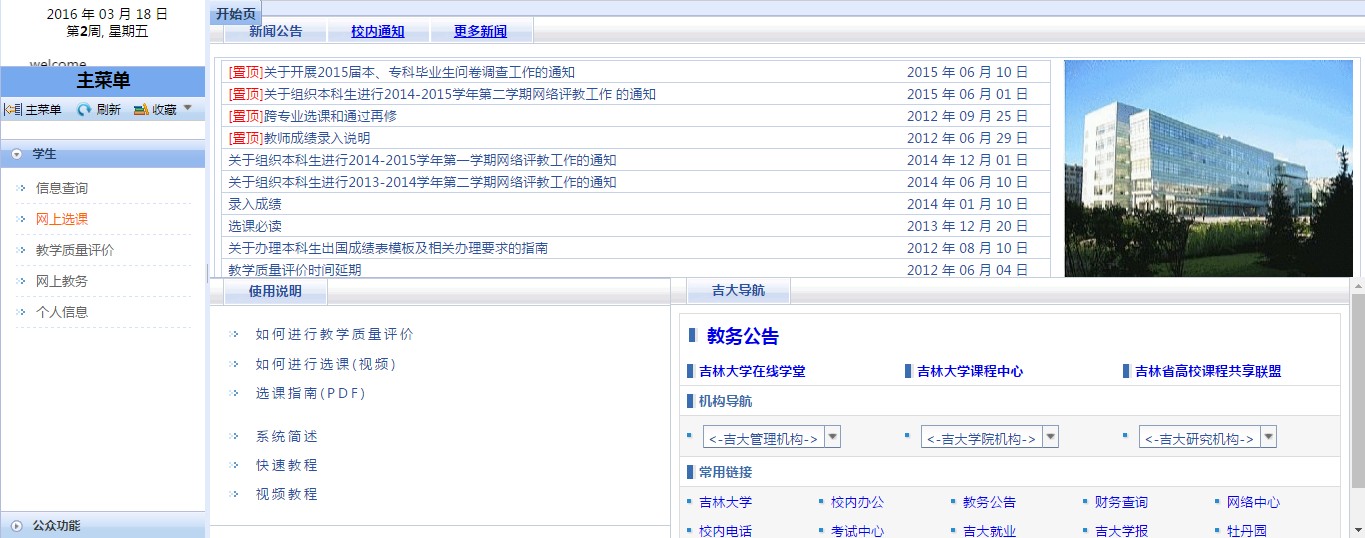 2016 年 03 月 18 日
第2周, 星期五
welcome
主菜单
主菜单 刷新 收藏
学生
信息查询
网上选课
教学质量评价
网上教务
个人信息
公众功能
开始页
新闻公告 校内通知 更多新闻
[置顶]关于开展2015届本、专科毕业生问卷调查工作的通知 2015 年 06 月 10 日
[置顶]关于组织本科生进行2014-2015学年第二学期网络评教工作 的通知 2015 年 06 月 01 日
[置顶]跨专业选课和通过再修 2012 年 09 月 25 日
[置顶]教师成绩录入说明 2012 年 06 月 29 日
关于组织本科生进行2014-2015学年第一学期网络评教工作的通知 2014 年 12 月 01 日
关于组织本科生进行2013-2014学年第二学期网络评教工作的通知 2014 年 06 月 10 日
录入成绩 2014 年 01 月 10 日
选课必读 2013 年 12 月 20 日
关于办理本科生出国成绩表模板及相关办理要求的指南 2012 年 08 月 10 日
教学质量评价时间延期 2012 年 06 月 04 日
使用说明
如何进行教学质量评价
如何进行选课(视频)
选课指南(PDF)
系统简述
快速教程
视频教程
吉大导航
教务公告
吉林大学在线学堂 吉林大学课程中心 吉林省高校课程共享联盟
机构导航
<-吉大管理机构-> <-吉大学院机构-> <-吉大研究机构->
常用链接
吉林大学 校内办公 教务公告 财务查询 网络中心
校内电话 考试中心 吉大就业 吉大学报 牡丹园